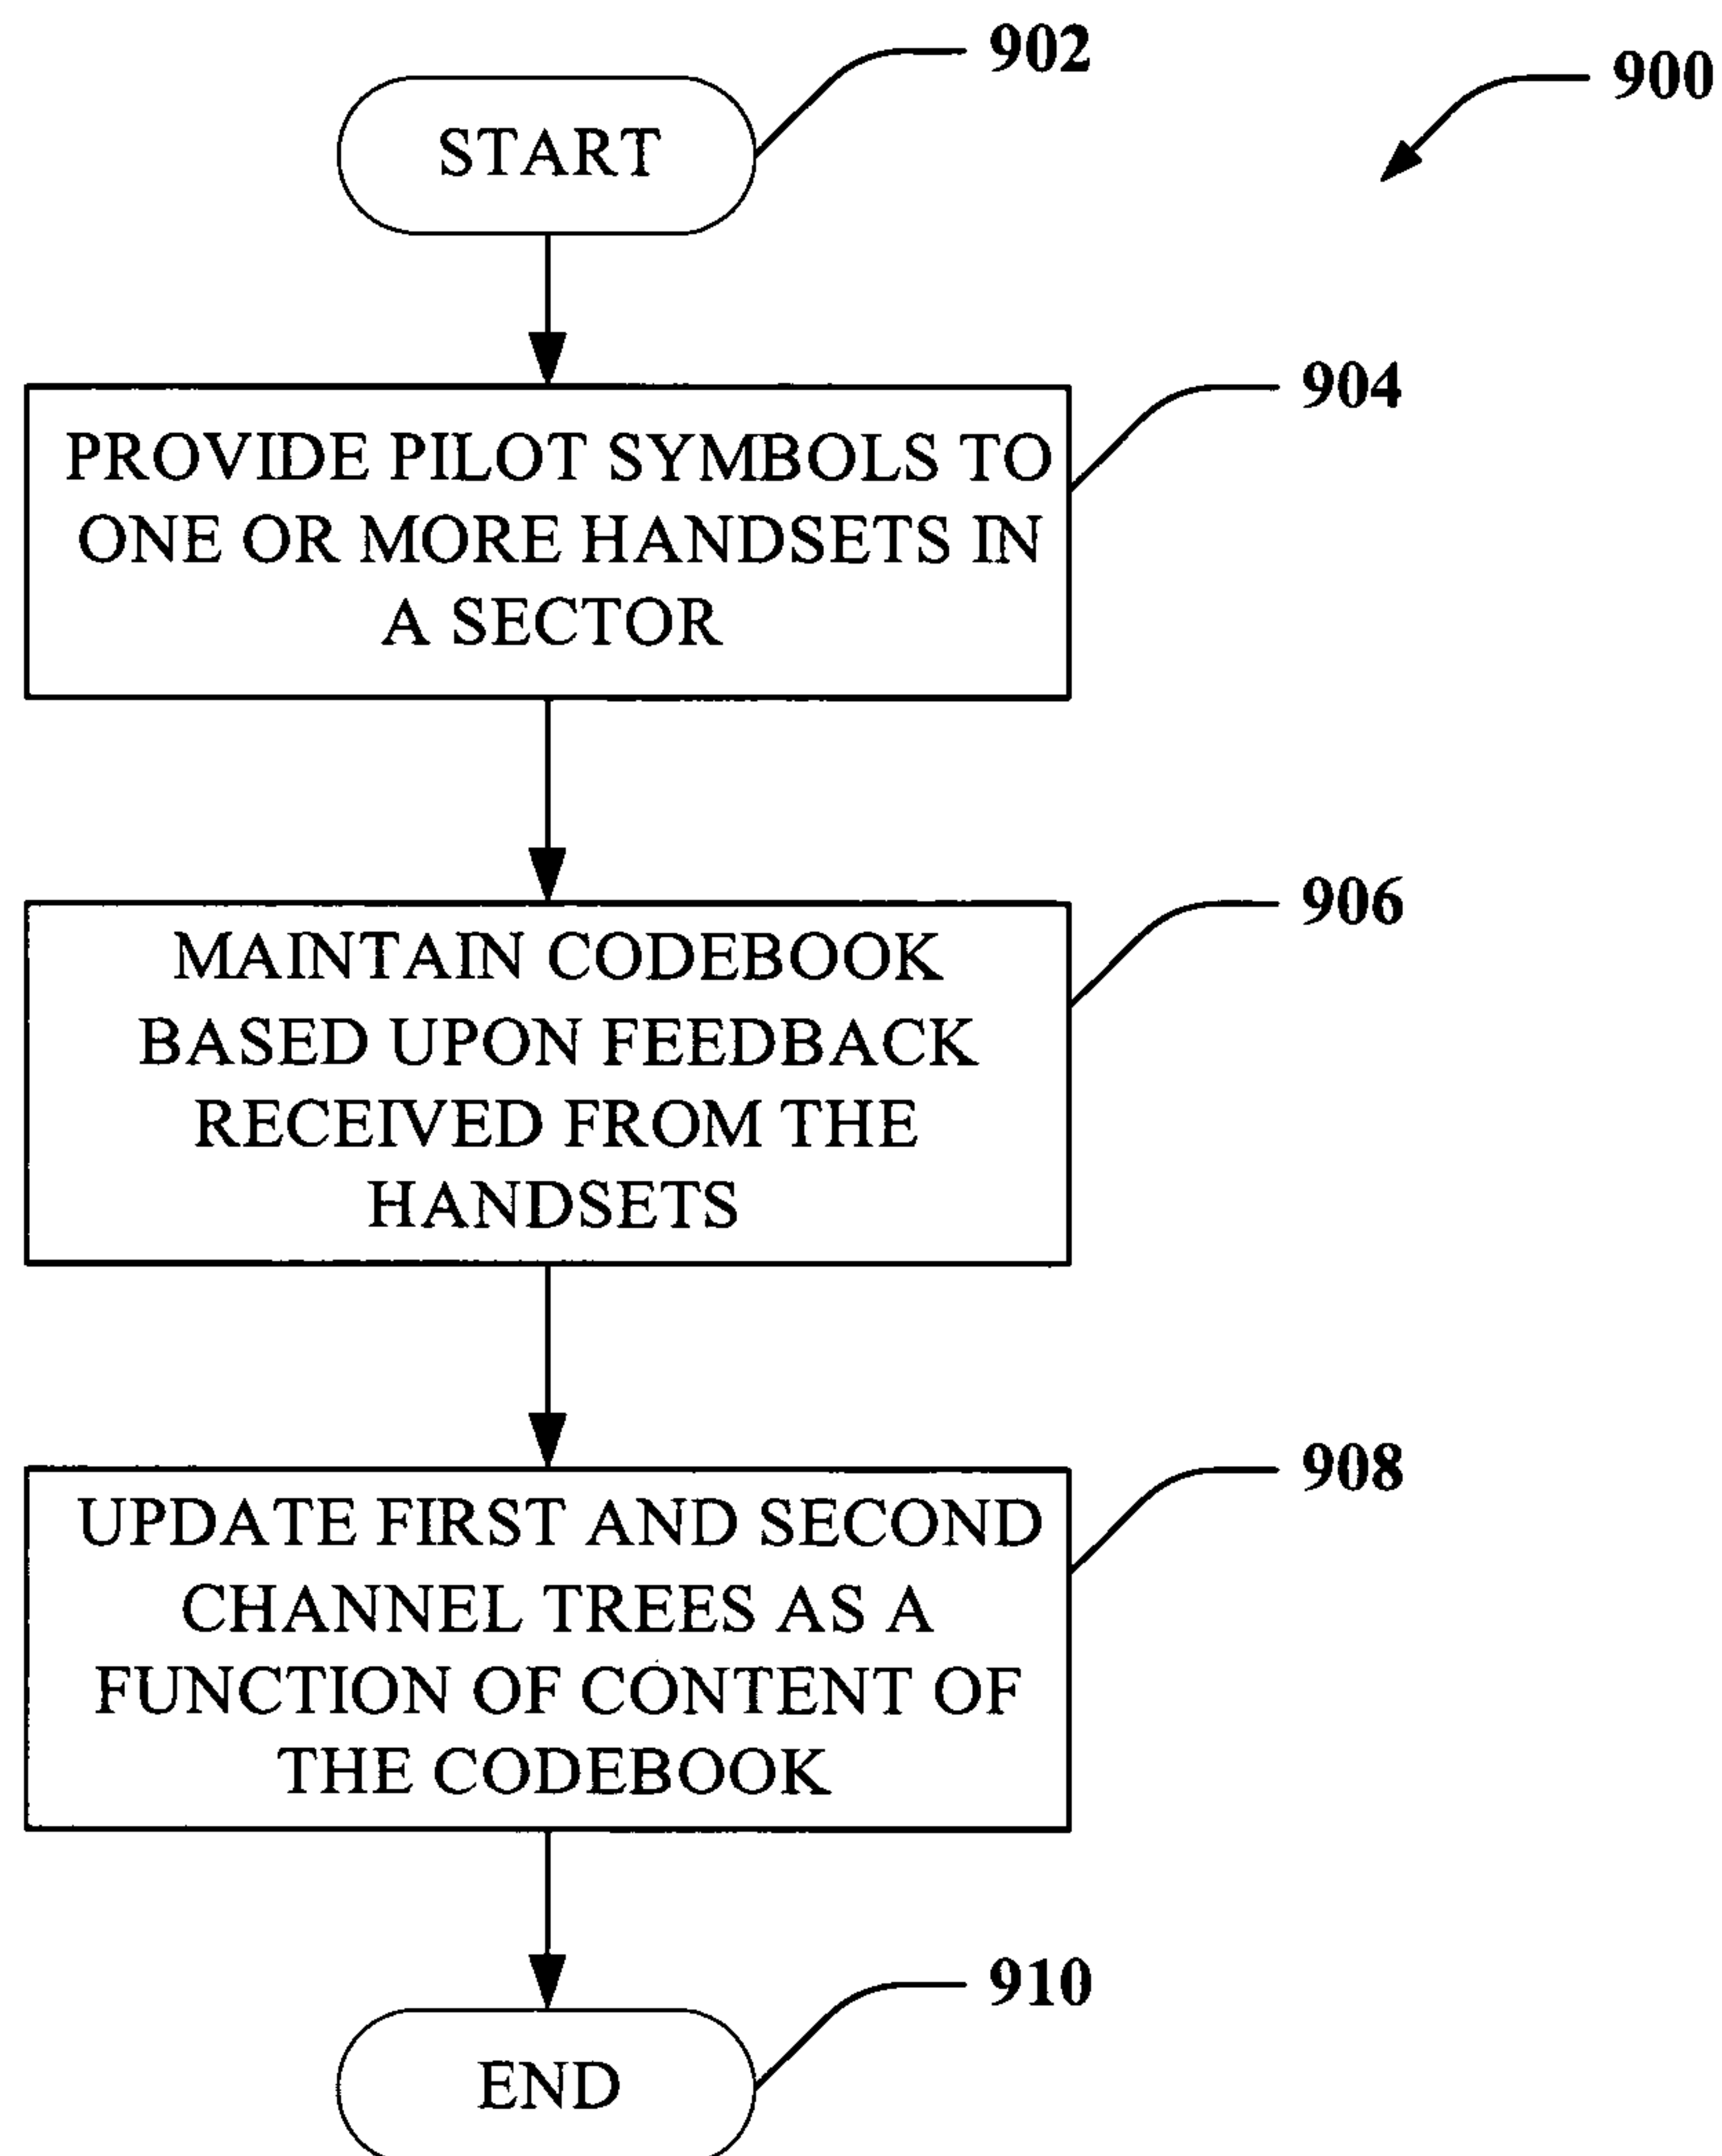 902
900
START
904
PROVIDE PILOT SYMBOLS TO
ONE OR MORE HANDSETS IN
A SECTOR
906
MAINTAIN CODEBOOK
BASED UPON FEEDBACK
RECEIVED FROM THE
HANDSETS
908
UPDATE FIRST AND SECOND
CHANNEL TREES AS A
FUNCTION OF CONTENT OF
THE CODEBOOK
910
END